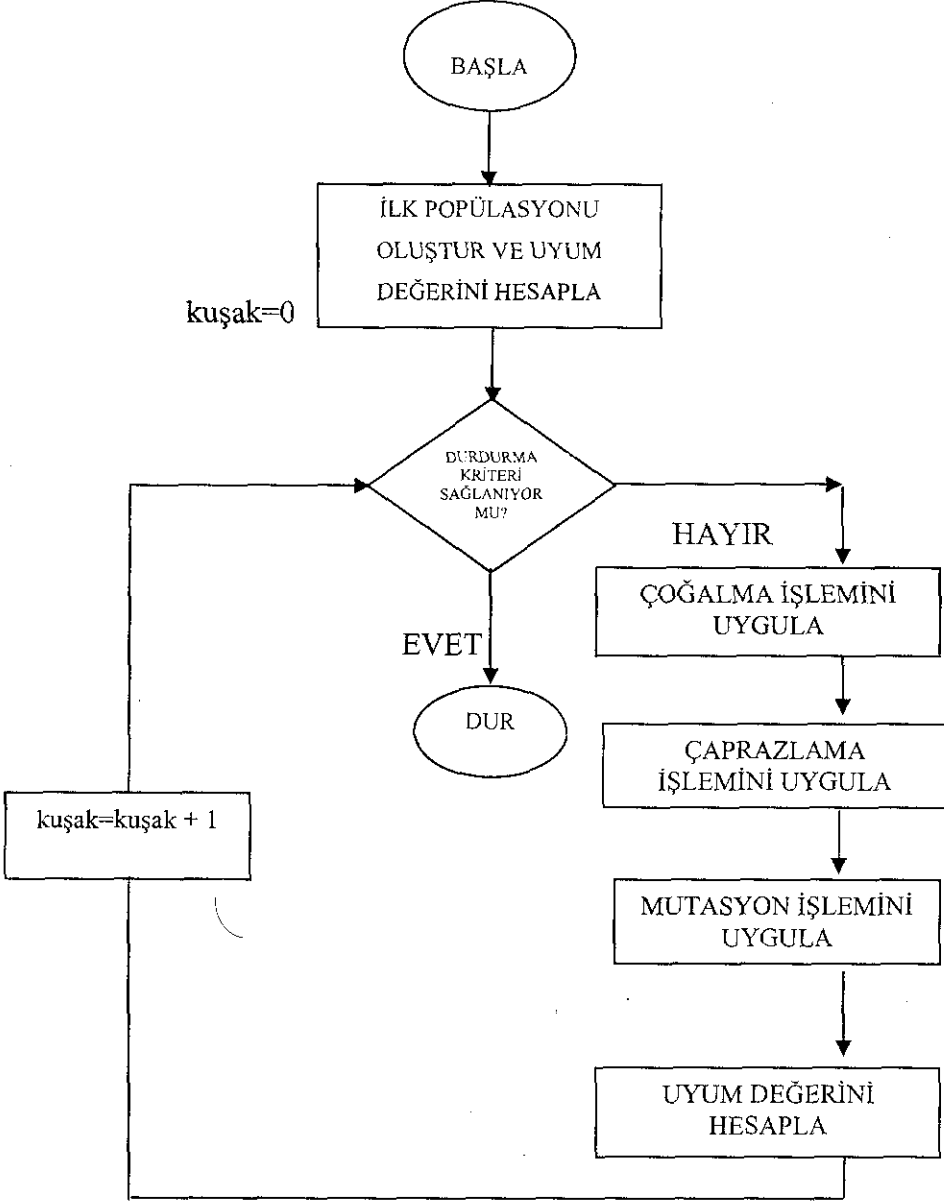 BAŞLA
İLK POPÜLASYONU
OLUŞTUR VE UYUM
DEĞERİNİ HESAPLA
kuşak=0
DURDURMA
KRİTERİ
SAĞLANIYOR
MU?
HAYIR
ÇOĞALMA İŞLEMİNİ
UYGULA
EVET
DUR
ÇAPRAZLAMA
İŞLEMİNİ UYGULA
kuşak=kuşak + 1
MUTASYON İŞLEMİNİ
UYGULA
UYUM DEĞERİNİ
HESAPLA